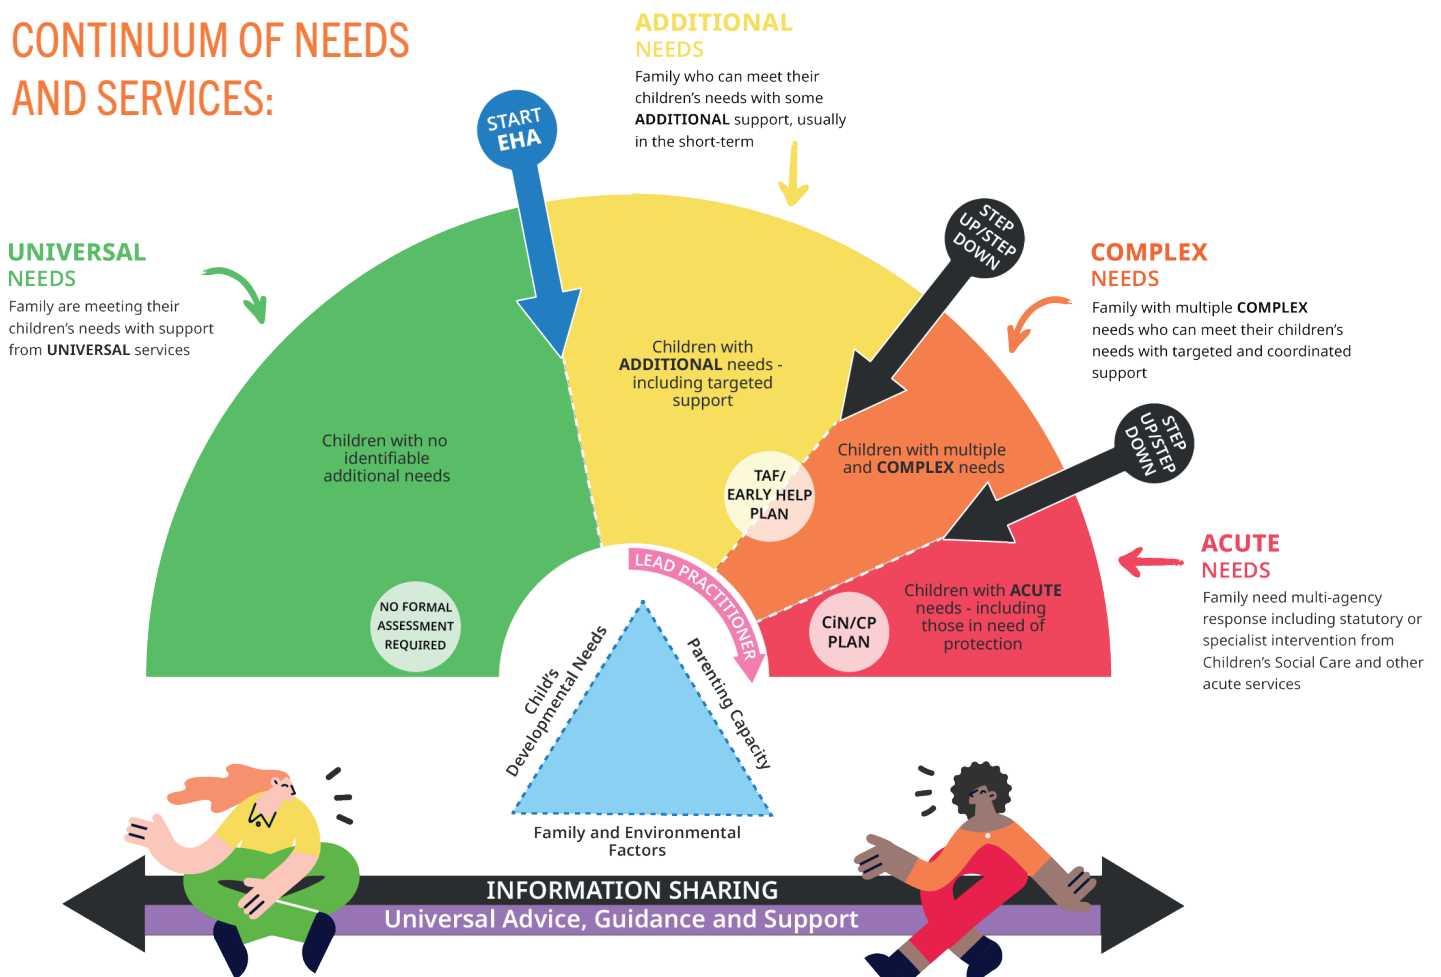 CONTINUUM OF NEEDS
AND SERVICES:
ADDITIONAL
NEEDS
Family who can meet their
children's needs with some
ADDITIONAL support, usually
in the short-term
START
EHA
STEP
UP/STEP
DOWN
UNIVERSAL
NEEDS
Family are meeting their
children's needs with support
from UNIVERSAL services
COMPLEX
NEEDS
Family with multiple COMPLEX
needs who can meet their children's
needs with targeted and coordinated
support
Children with
ADDITIONAL needs -
including targeted
support
Children with no
identifiable
additional needs
Children with multiple
and COMPLEX needs
STEP
UP/STEP
DOWN
TAF/
EARLY HELP
PLAN
ACUTE
NEEDS
Family need multi-agency
response including statutory or
specialist intervention from
Children's Social Care and other
acute services
LEAD PRACTITIONER
Children with ACUTE
needs - including
those in need of
protection
CiN/CP
PLAN
NO FORMAL
ASSESSMENT
REQUIRED
Child's
Developmental Needs
Parenting Capacity
Family and Environmental
Factors
INFORMATION SHARING
Universal Advice, Guidance and Support